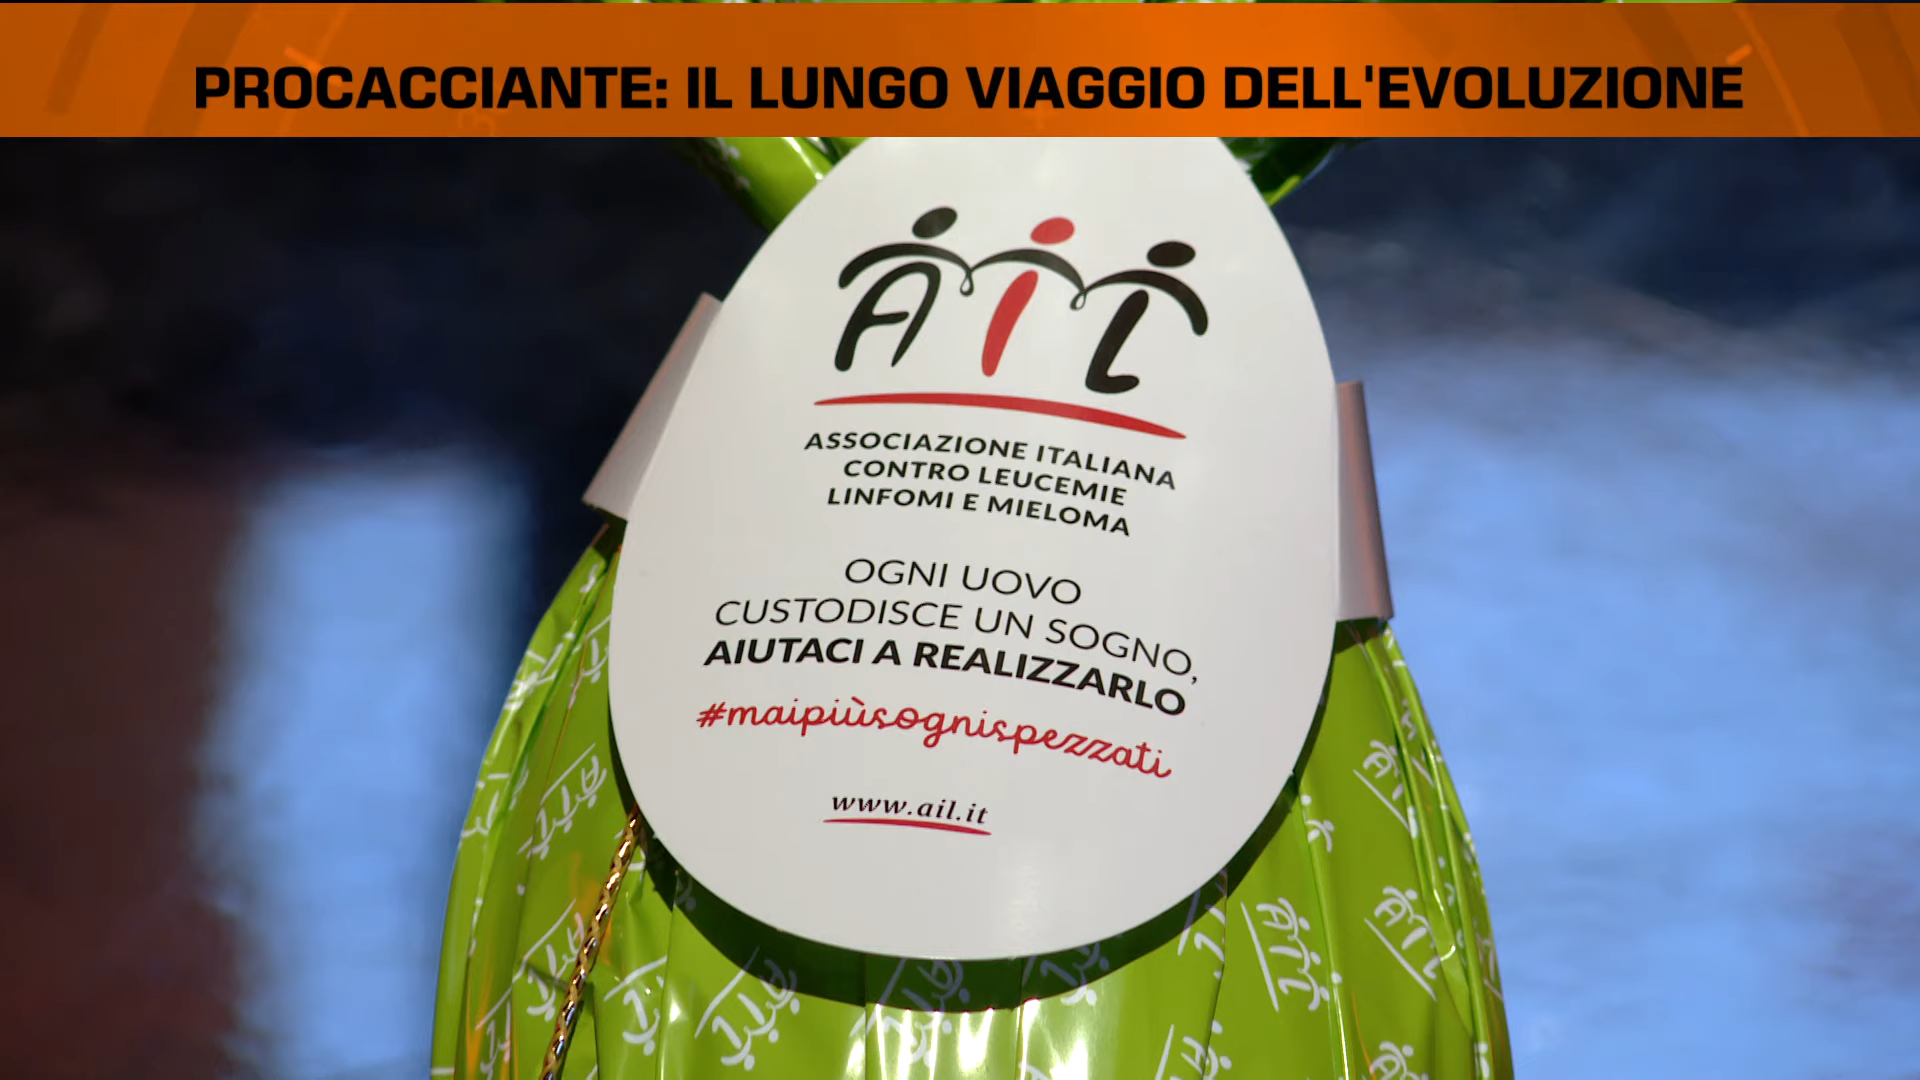 PROCACCIANTE: IL LUNGO VIAGGIO DELL'EVOLUZIONE
AIL
ASSOCIAZIONE ITALIANA
CONTRO LEUCEMIE
LINFOMI E MIELOMA
OGNI UOVO
CUSTODISCE UN SOGNO,
AIUTACI A REALIZZARLO
#maipiùsognispezzati
www.ail.it